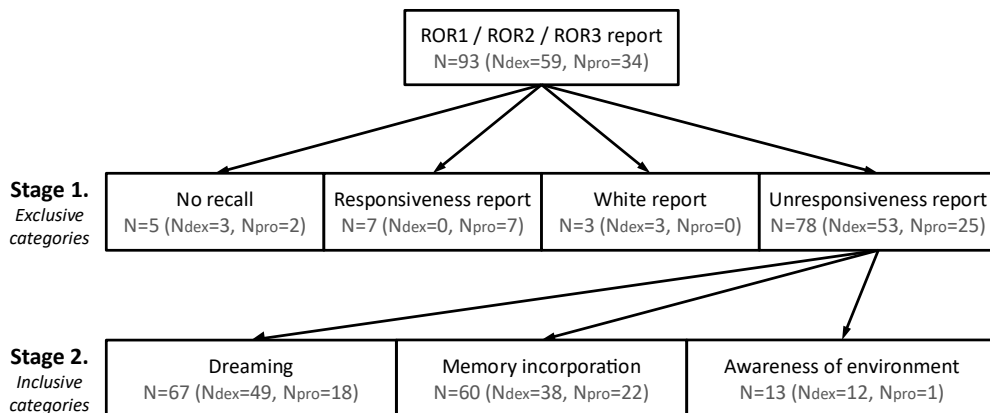 ROR1 / ROR2 / ROR3 report
N=93 (Ndex=59, Npro=34)
Stage 1.
Exclusive
categories
No recall
N=5 (Ndex=3, Npro=2)
Responsiveness report
N=7 (Ndex=0, Npro=7)
White report
N=3 (Ndex=3, Npro=0)
Unresponsiveness report
N=78 (Ndex=53, Npro=25)
Stage 2.
Inclusive
categories
Dreaming
N=67 (Ndex=49, Npro=18)
Memory incorporation
N=60 (Ndex=38, Npro=22)
Awareness of environment
N=13 (Ndex=12, Npro=1)